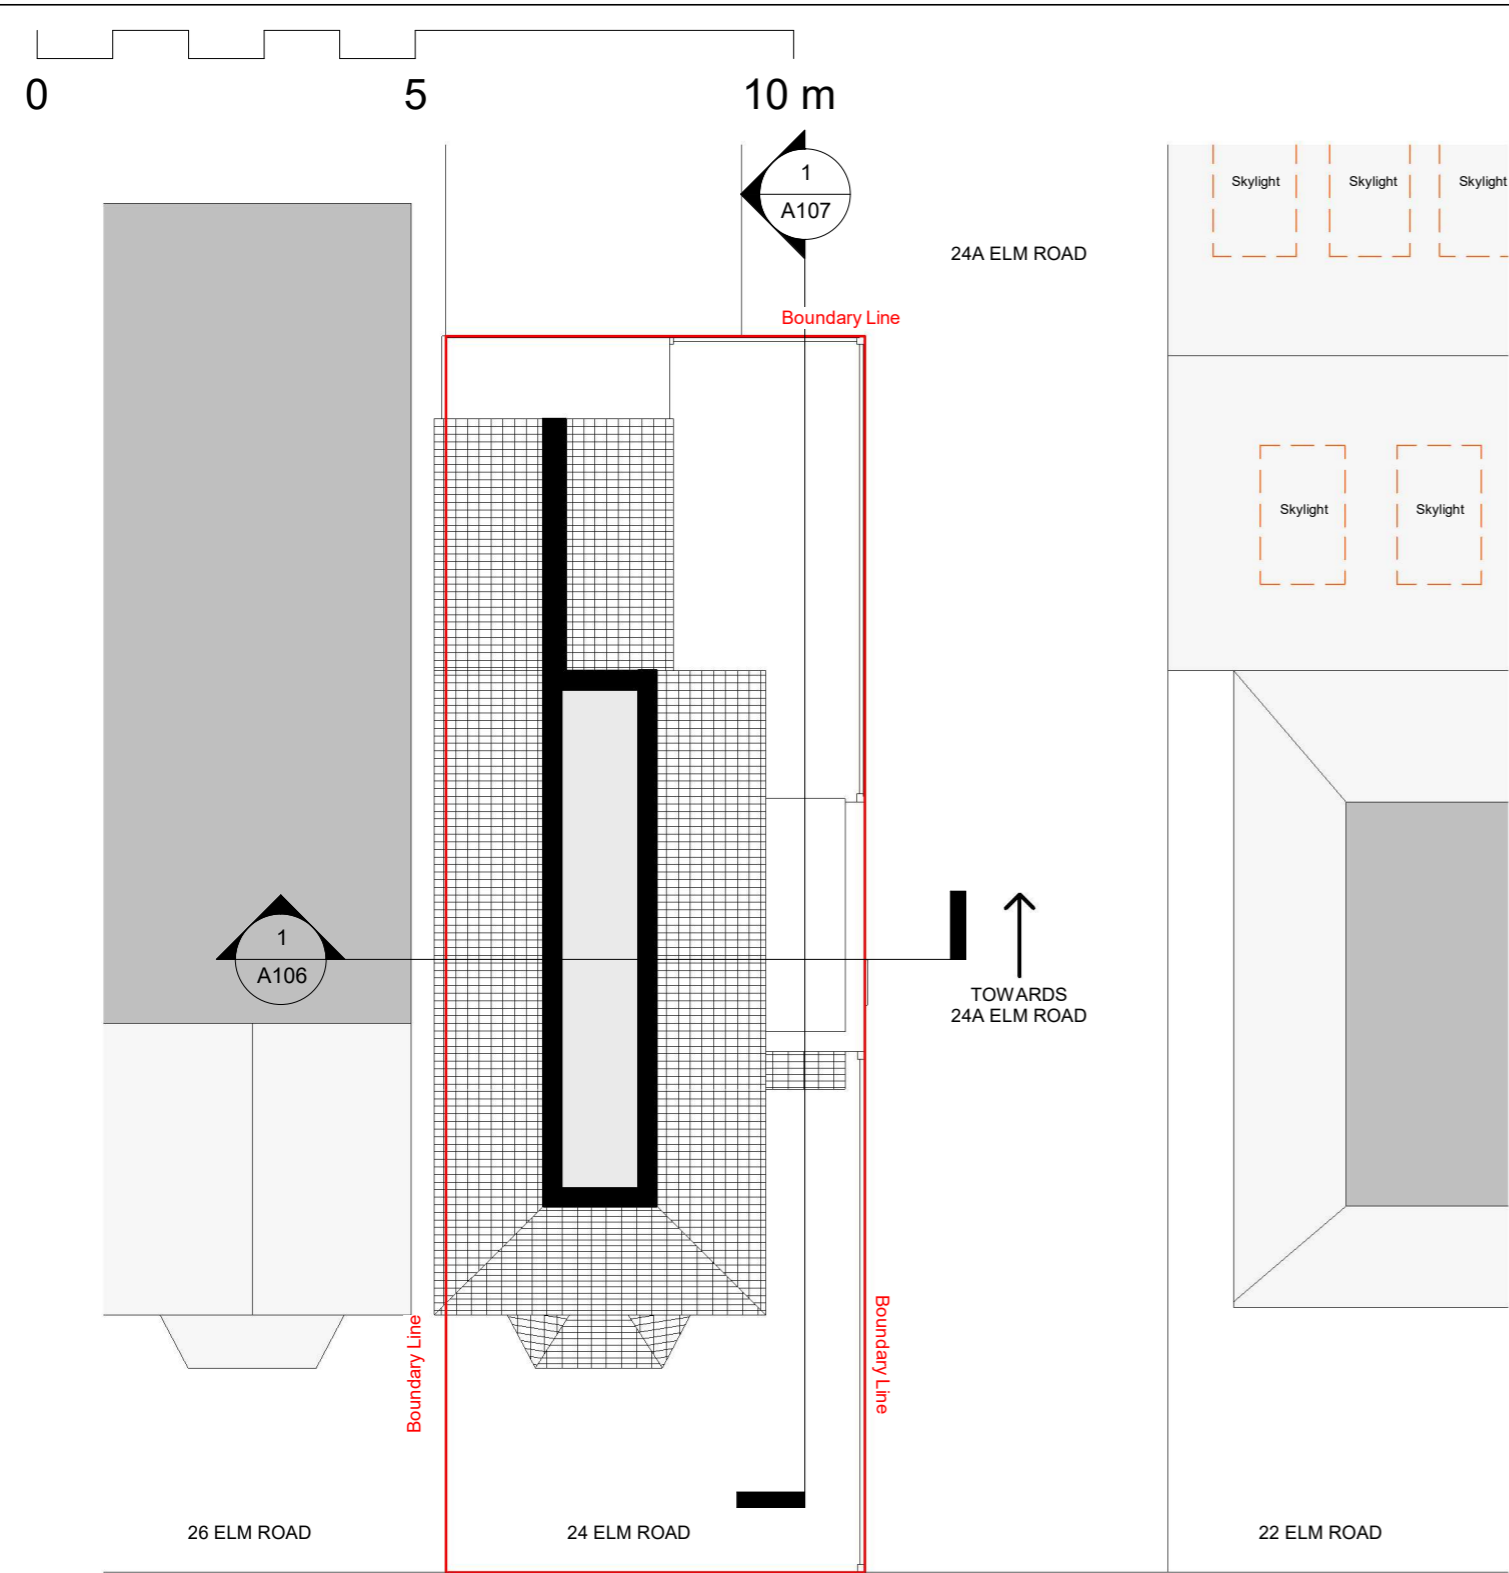 0 5 10 m
1
A107
Skylight Skylight Skylight
24A ELM ROAD
Boundary Line
Skylight Skylight
1
A106
TOWARDS
24A ELM ROAD
Boundary Line
Boundary Line
26 ELM ROAD 24 ELM ROAD 22 ELM ROAD